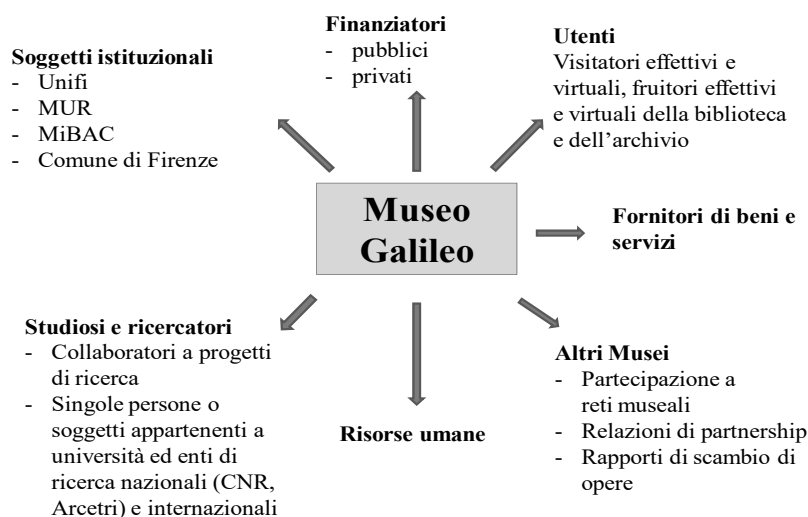 Finanziatori
- pubblici
- privati
Soggetti istituzionali
- Unifi
- MUR
- MiBAC
- Comune di Firenze
Utenti
Visitatori effettivi e
virtuali, fruitori effettivi
e virtuali della biblioteca
e dell'archivio
Museo
Galileo
Fornitori di beni e
servizi
Studiosi e ricercatori
- Collaboratori a progetti
di ricerca
- Singole persone o
soggetti appartenenti a
università ed enti di
ricerca nazionali (CNR,
Arcetri) e internazionali
Risorse umane
Altri Musei
- Partecipazione a
reti museali
- Relazioni di partnership
- Rapporti di scambio di
opere